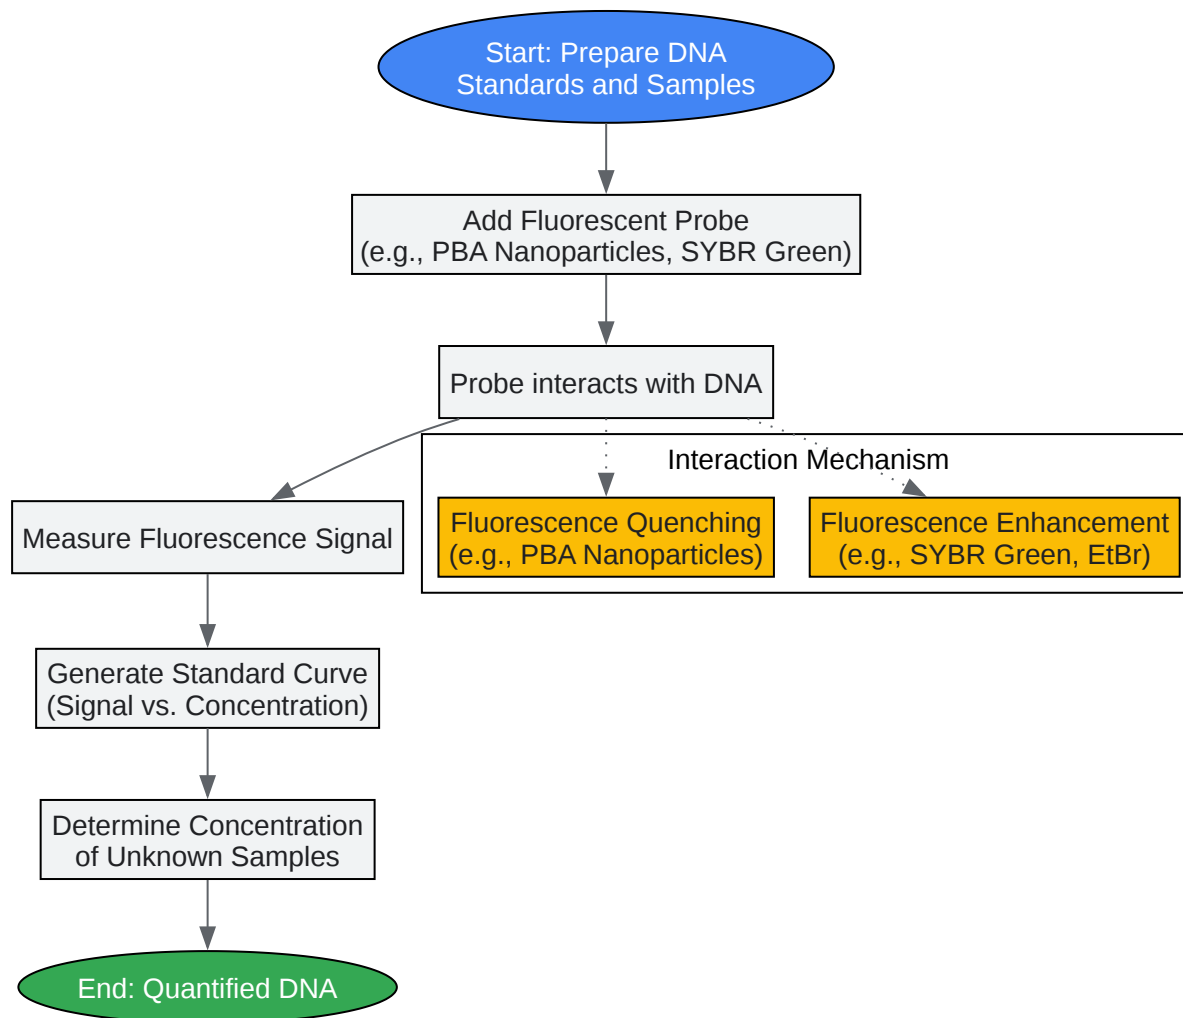 Start: Prepare DNA
Standards and Samples
Add Fluorescent Probe
(e.g., PBA Nanoparticles, SYBR Green)
Probe interacts with DNA
Interaction Mechanism
Measure Fluorescence Signal
Fluorescence Quenching
(e.g., PBA Nanoparticles)
Fluorescence Enhancement
(e.g., SYBR Green, EtBr)
Generate Standard Curve
(Signal vs. Concentration)
Determine Concentration
of Unknown Samples
End: Quantified DNA